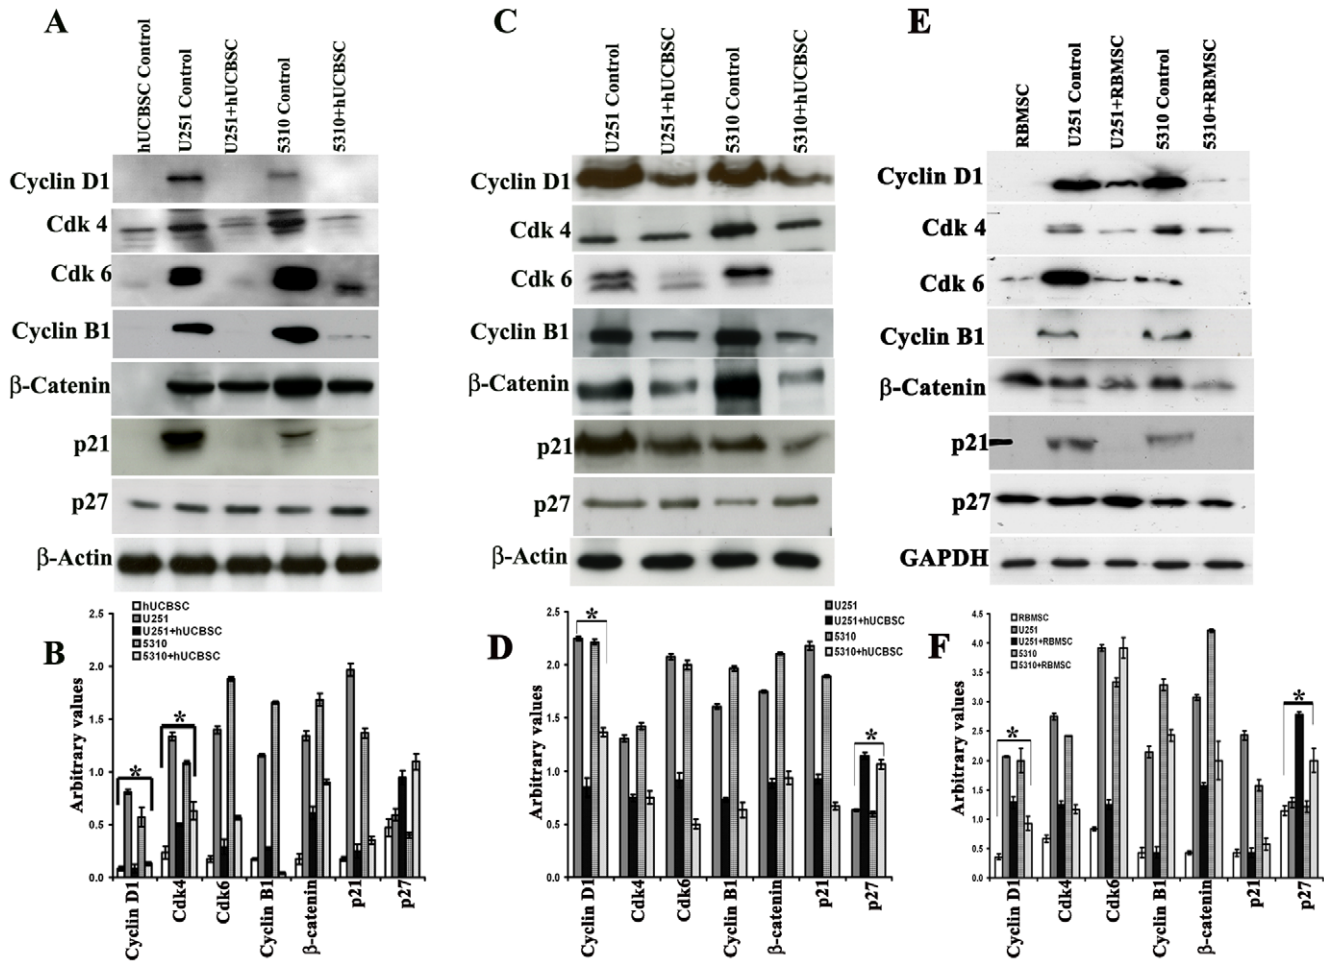 A
hUCBSC Control
U251 Control
U251+hUCBSC
5310 Control
5310+hUCBSC
Cyclin D1
Cdk 4
Cdk 6
Cyclin B1
β-Catenin
p21
p27
β-Actin
C
U251 Control
U251+hUCBSC
5310 Control
5310+hUCBSC
Cyclin D1
Cdk 4
Cdk 6
Cyclin B1
β-Catenin
p21
p27
β-Actin
E
RBMSC
U251 Control
U251+RBMSC
5310 Control
5310+RBMSC
Cyclin D1
Cdk 4
Cdk 6
Cyclin B1
β-Catenin
p21
p27
GAPDH
B
hUCBSC
U251
U251+hUCBSC
5310
5310+hUCBSC
Arbitrary values
2.5
2.0
1.5
1.0
0.5
0.0
*
*
Cyclin D1
Cdk4
Cdk6
Cyclin B1
β-catenin
p21
p27
D
U251
U251+hUCBSC
5310
5310+hUCBSC
Arbitrary values
2.5
2.0
1.5
1.0
0.5
0.0
*
*
Cyclin D1
Cdk4
Cdk6
Cyclin B1
β-catenin
p21
p27
F
RBMSC
U251
U251+RBMSC
5310
5310+RBMSC
Arbitrary values
4.5
4.0
3.5
3.0
2.5
2.0
1.5
1.0
0.5
0.0
*
*
Cyclin D1
Cdk4
Cdk6
Cyclin B1
β-catenin
p21
p27